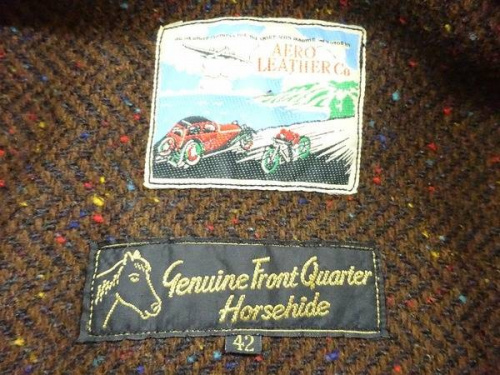 AERO
LEATHER Co
Genuine Front Quarter
Horsehide
42